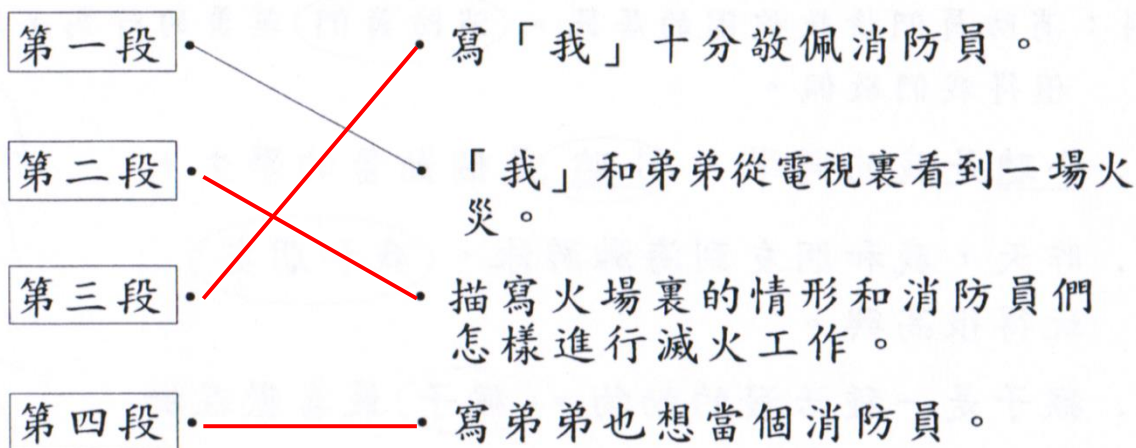 第一段
寫「我」十分敬佩消防員。
第二段
「我」和弟弟從電視裏看到一場火
災。
第三段
描寫火場裏的情形和消防員們
怎樣進行滅火工作。
第四段
寫弟弟也想當個消防員。